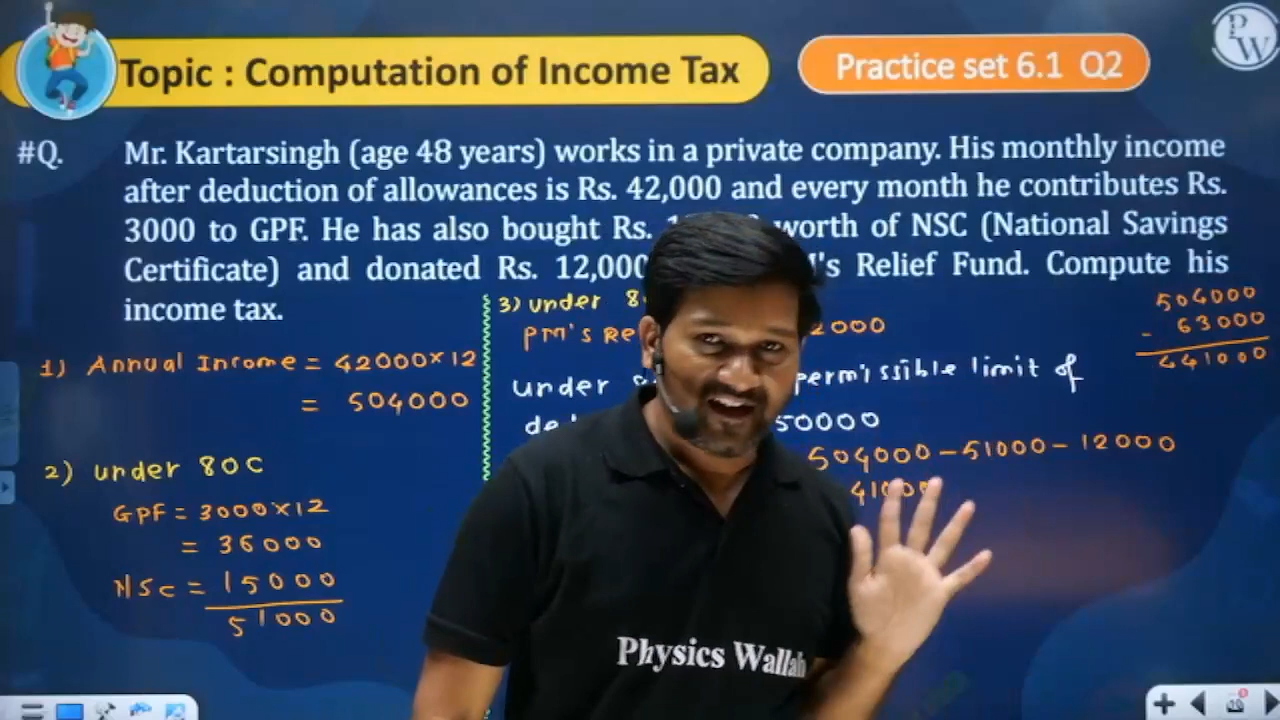 Topic : Computation of Income Tax
Practice set 6.1 Q2
PW
#Q. Mr. Kartarsingh (age 48 years) works in a private company. His monthly income
after deduction of allowances is Rs. 42,000 and every month he contributes Rs.
3000 to GPF. He has also bought Rs. worth of NSC (National Savings
Certificate) and donated Rs. 12,000 Relief Fund. Compute his
income tax.
1) Annual Income = 42000×12
= 504000
2) under 80C
GPF = 3000×12
= 36000
NSC = 15000
51000
3) under
PM's 2000
under permissible limit of
50000
504000 - 51000 - 12000
41000
504000
- 63000
441000
Physics Wallah